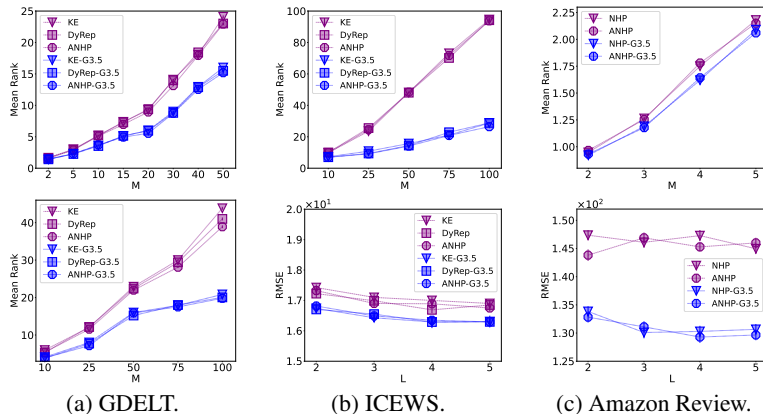 25
20
15
10
5
0
Mean Rank
KE
DyRep
ANHP
KE-G3.5
DyRep-G3.5
ANHP-G3.5
2 5 10 15 20 30 40 50
M
100
80
60
40
20
0
Mean Rank
KE
DyRep
ANHP
KE-G3.5
DyRep-G3.5
ANHP-G3.5
10 25 50 75 100
M
2.25
2.00
1.75
1.50
1.25
1.00
Mean Rank
NHP
ANHP
NHP-G3.5
ANHP-G3.5
2 3 4 5
M
40
30
20
10
Mean Rank
KE
DyRep
ANHP
KE-G3.5
DyRep-G3.5
ANHP-G3.5
10 25 50 75 100
M
×10¹
2.0
1.9
1.8
1.7
1.6
1.5
RMSE
KE
DyRep
ANHP
KE-G3.5
DyRep-G3.5
ANHP-G3.5
2 3 4 5
L
×10²
1.50
1.45
1.40
1.35
1.30
1.25
RMSE
NHP
ANHP
NHP-G3.5
ANHP-G3.5
2 3 4 5
L
(a) GDELT. (b) ICEWS. (c) Amazon Review.